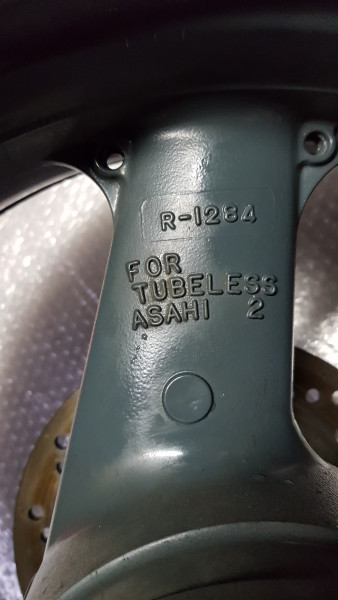 R-1284
FOR
TUBELESS
ASAHI 2